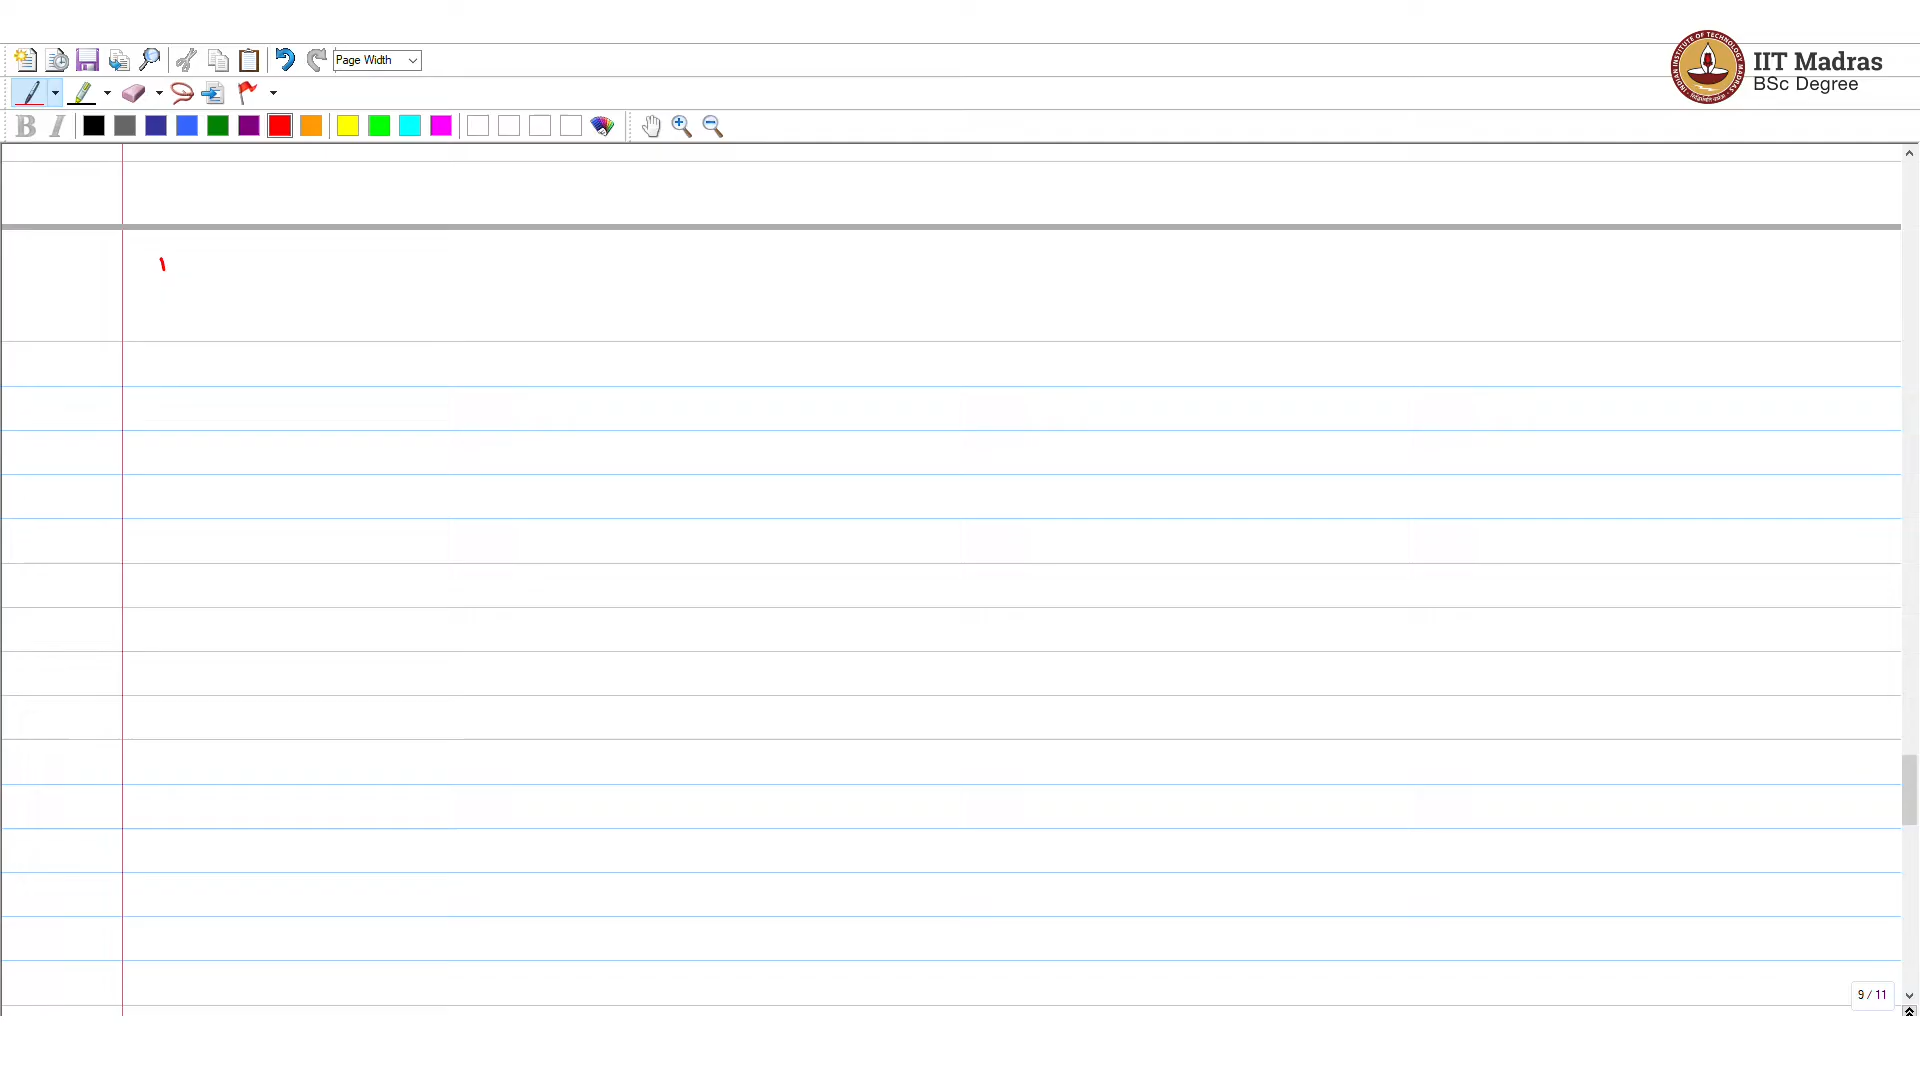 Page Width
IIT Madras
BSc Degree
B I
9 / 11